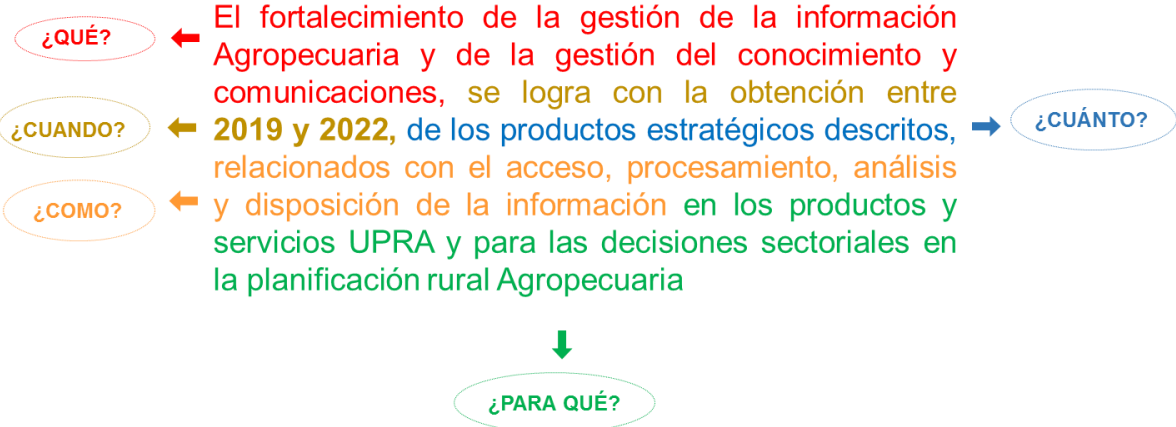 ¿QUÉ?
El fortalecimiento de la gestión de la información
Agropecuaria y de la gestión del conocimiento y
comunicaciones, se logra con la obtención entre
¿CUANDO?
2019 y 2022, de los productos estratégicos descritos,
¿CUÁNTO?
relacionados con el acceso, procesamiento, análisis
¿COMO?
y disposición de la información en los productos y
servicios UPRA y para las decisiones sectoriales en
la planificación rural Agropecuaria
¿PARA QUÉ?